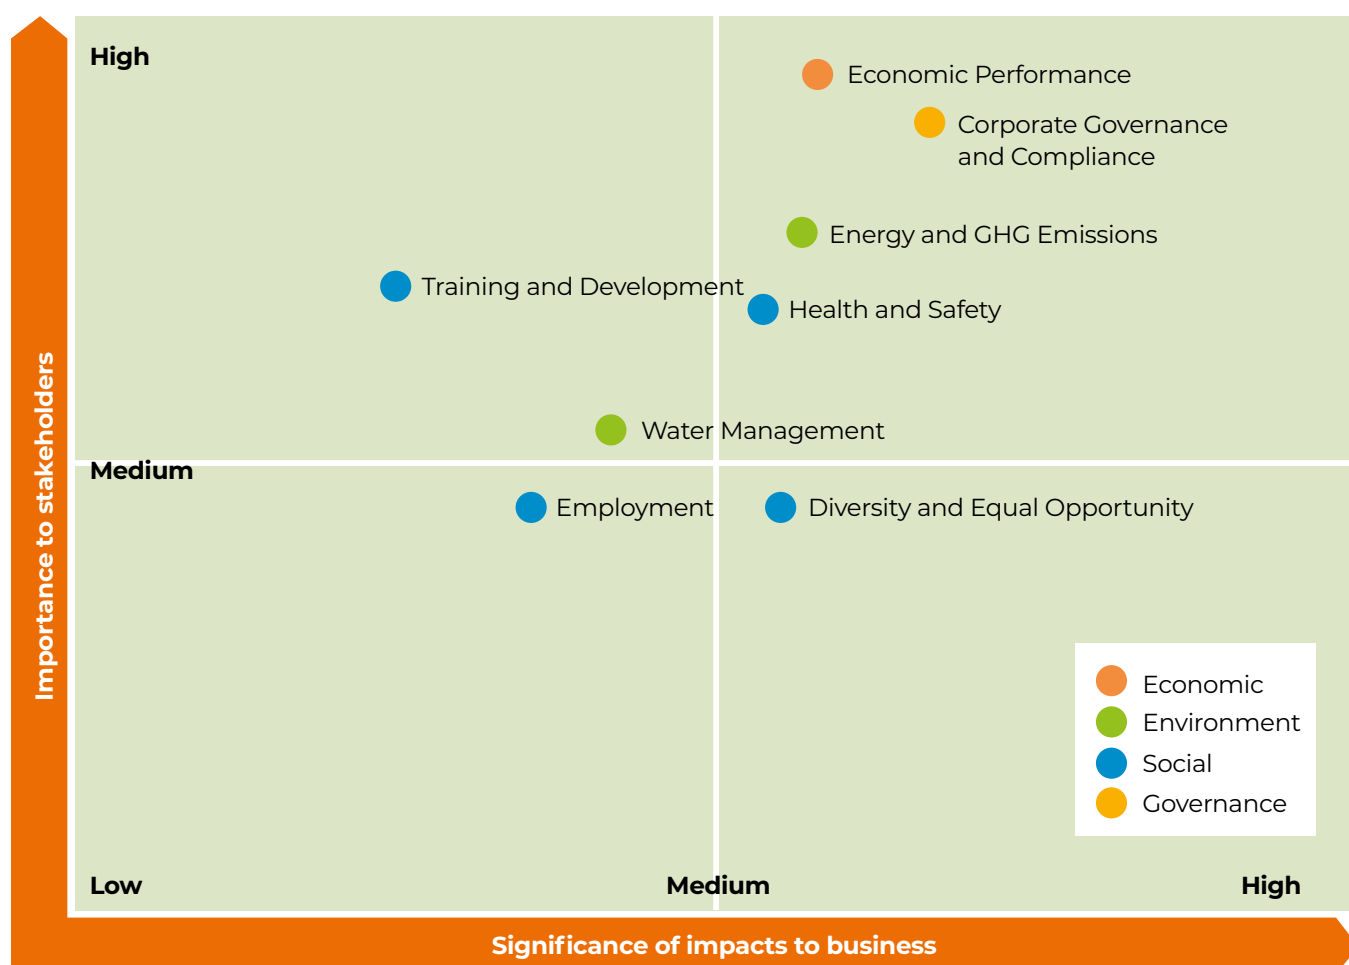 High
Economic Performance
Corporate Governance
and Compliance
Energy and GHG Emissions
Training and Development
Health and Safety
Water Management
Medium
Employment
Diversity and Equal Opportunity
Importance to stakeholders
Economic
Environment
Social
Governance
Low
Medium
High
Significance of impacts to business